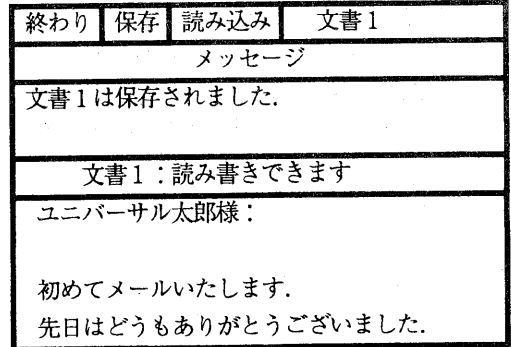 終わり 保存 読み込み 文書1
メッセージ
文書1は保存されました.
文書1：読み書きできます
ユニバーサル太郎様：
初めてメールいたします.
先日はどうもありがとうございました.